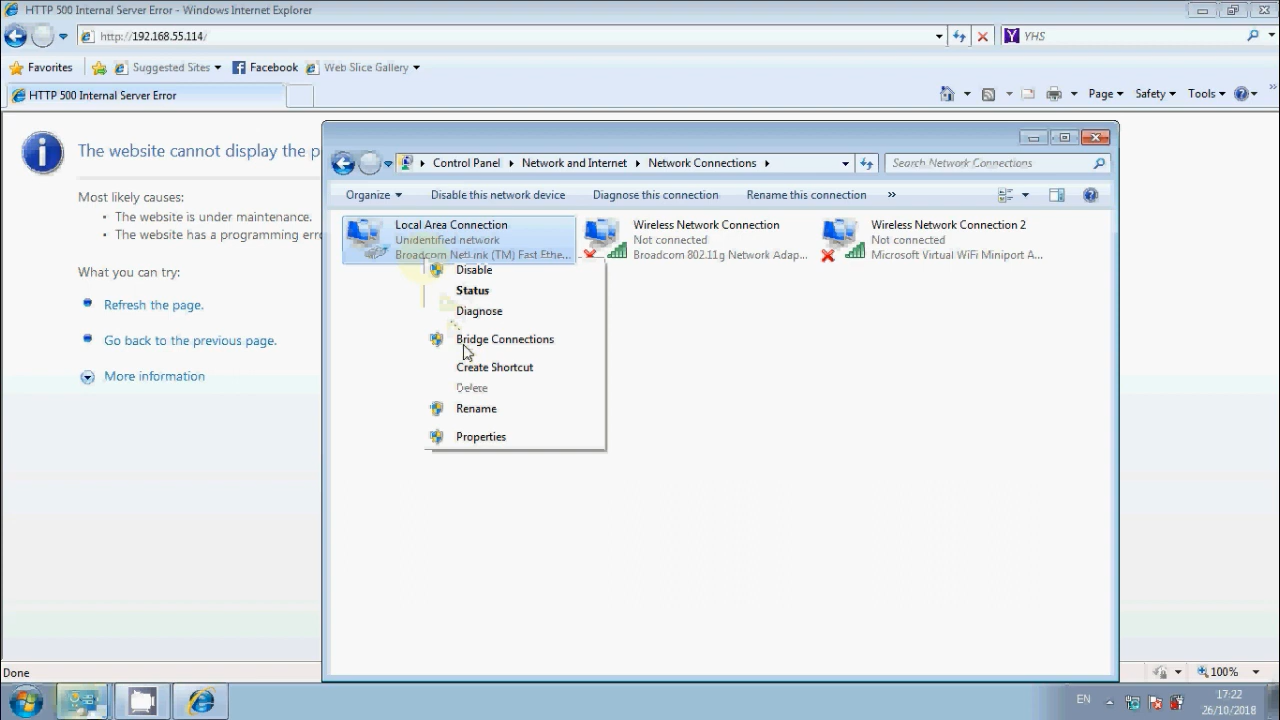 HTTP 500 Internal Server Error - Windows Internet Explorer
http://192.168.55.114/
YHS
Favorites
Suggested Sites
Facebook
Web Slice Gallery
HTTP 500 Internal Server Error
Page
Safety
Tools
»
The website cannot display the p
Most likely causes:
The website is under maintenance.
The website has a programming erro
What you can try:
Refresh the page.
Go back to the previous page.
More information
Control Panel
Network and Internet
Network Connections
Search Network Connections
Organize
Disable this network device
Diagnose this connection
Rename this connection
»
Local Area Connection
Unidentified network
Broadcom NetLink (TM) Fast Ethe...
Wireless Network Connection
Not connected
Broadcom 802.11g Network Adap...
Wireless Network Connection 2
Not connected
Microsoft Virtual WiFi Miniport A...
Disable
Status
Diagnose
Bridge Connections
Create Shortcut
Delete
Rename
Properties
Done
100%
EN
17:22
26/10/2018